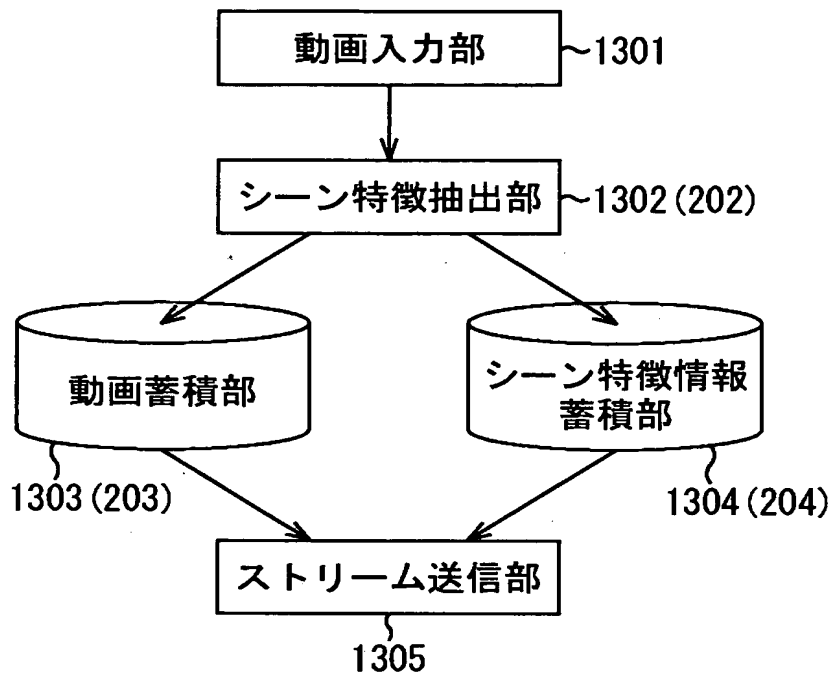 動画入力部
~1301
シーン特徴抽出部
~1302(202)
動画蓄積部
シーン特徴情報
蓄積部
1303(203)
1304(204)
ストリーム送信部
1305